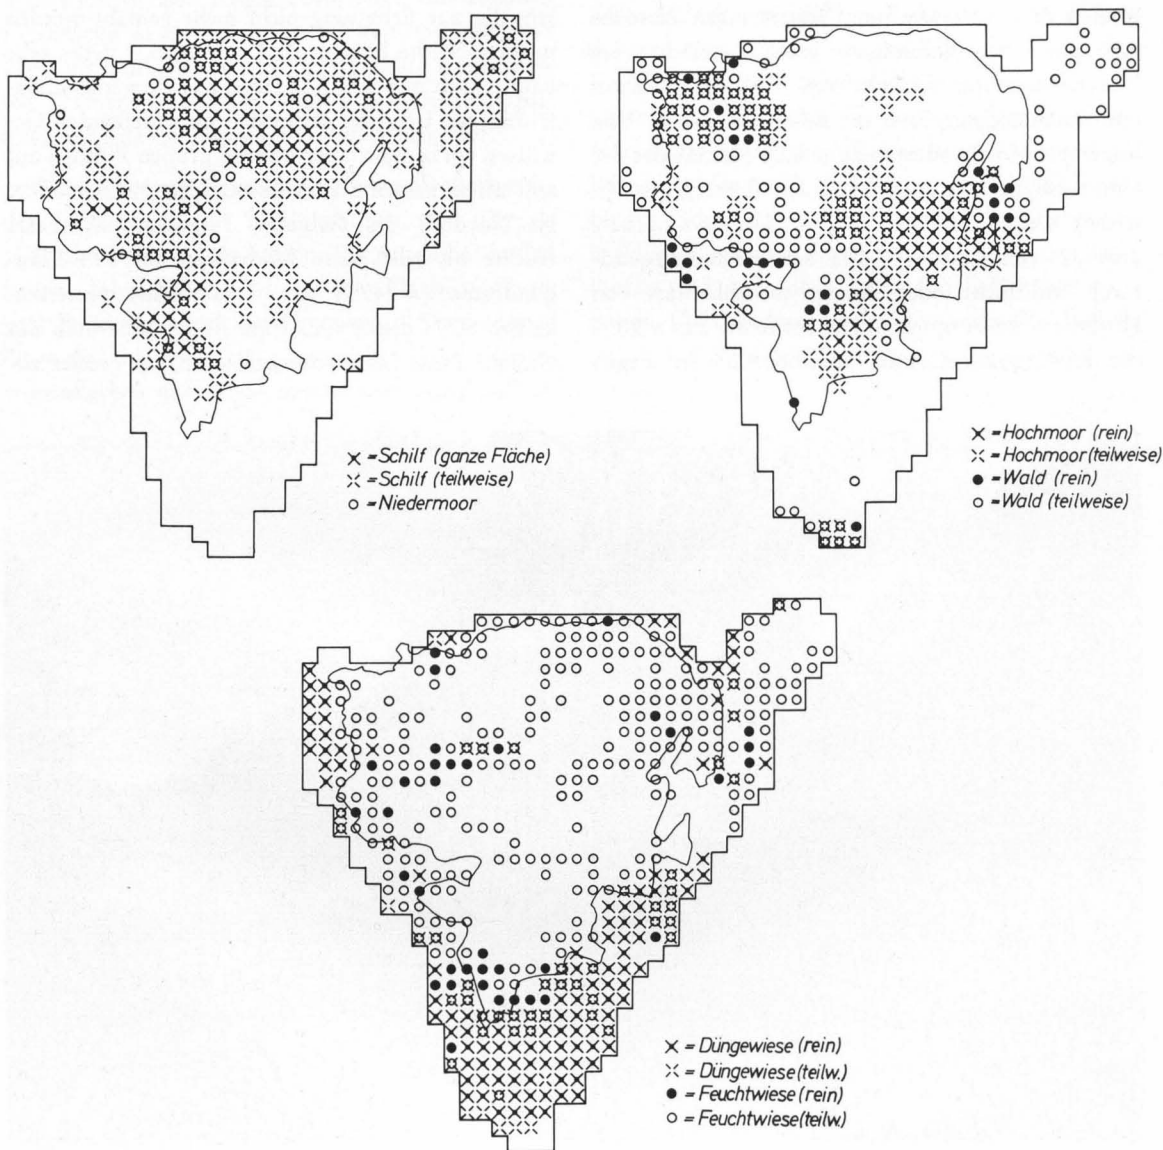 × = Schilf (ganze Fläche)
⁙ = Schilf (teilweise)
○ = Niedermoor
× = Hochmoor (rein)
⁙ = Hochmoor (teilweise)
● = Wald (rein)
○ = Wald (teilweise)
× = Düngewiese (rein)
⁙ = Düngewiese (teilw.)
● = Feuchtwiese (rein)
○ = Feuchtwiese (teilw.)